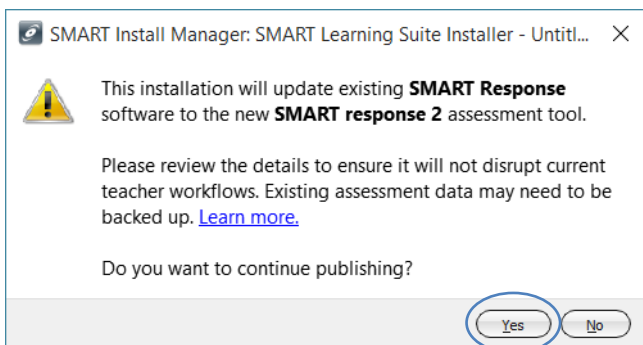 SMART Install Manager: SMART Learning Suite Installer - Untitl...
This installation will update existing SMART Response
software to the new SMART response 2 assessment tool.
Please review the details to ensure it will not disrupt current
teacher workflows. Existing assessment data may need to be
backed up. Learn more.
Do you want to continue publishing?
Yes No